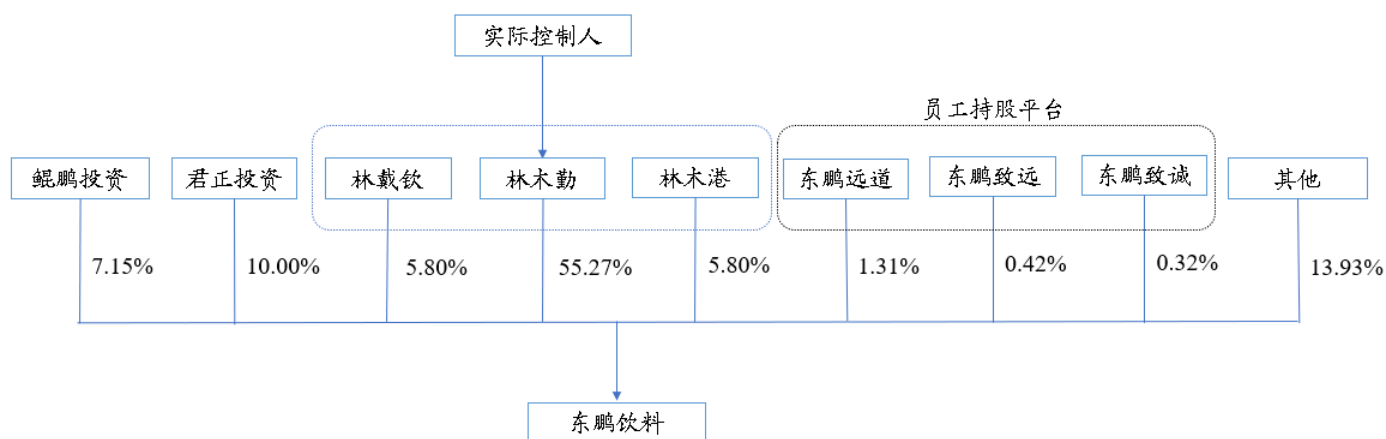 实际控制人
员工持股平台
鲲鹏投资
君正投资
林戴钦
林木勤
林木港
东鹏远道
东鹏致远
东鹏致诚
其他
7.15%
10.00%
5.80%
55.27%
5.80%
1.31%
0.42%
0.32%
13.93%
东鹏饮料